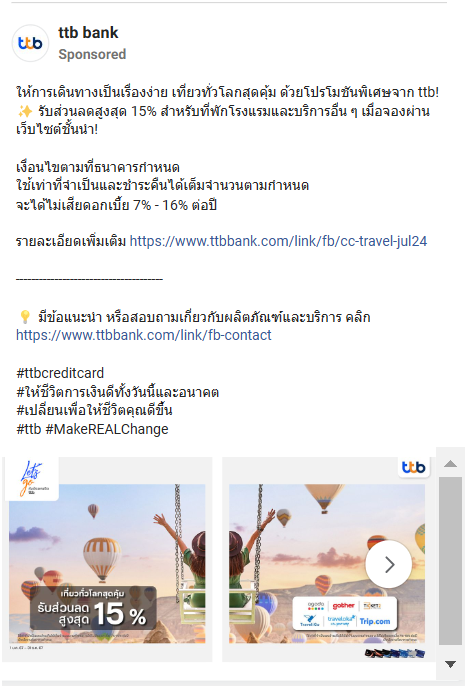 ttb
ttb bank
Sponsored
ให้การเดินทางเป็นเรื่องง่าย เที่ยวทั่วโลกสุดคุ้ม ด้วยโปรโมชันพิเศษจาก ttb!
✨ รับส่วนลดสูงสุด 15% สำหรับที่พักโรงแรมและบริการอื่น ๆ เมื่อจองผ่าน
เว็บไซต์ชั้นนำ!
เงื่อนไขตามที่ธนาคารกำหนด
ใช้เท่าที่จำเป็นและชำระคืนได้เต็มจำนวนตามกำหนด
จะได้ไม่เสียดอกเบี้ย 7% - 16% ต่อปี
รายละเอียดเพิ่มเติม https://www.ttbbank.com/link/fb/cc-travel-jul24
------------------------------------
💡 มีข้อแนะนำ หรือสอบถามเกี่ยวกับผลิตภัณฑ์และบริการ คลิก
https://www.ttbbank.com/link/fb-contact
#ttbcreditcard
#ให้ชีวิตการเงินดีทั้งวันนี้และอนาคต
#เปลี่ยนเพื่อให้ชีวิตคุณดีขึ้น
#ttb #MakeREALChange
Let's
go
ttb
เที่ยวทั่วโลกสุดคุ้ม
รับส่วนลด
สูงสุด 15%
agoda
gother
Traveloka
Trip.com